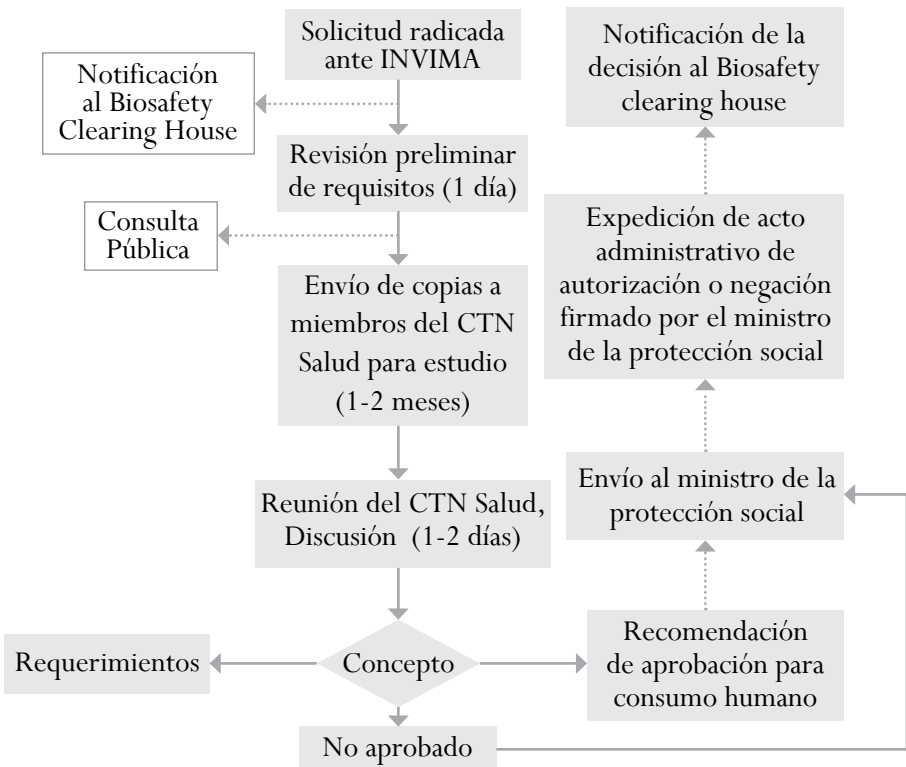 Solicitud radicada
ante INVIMA
Notificación
al Biosafety
Clearing House
Revisión preliminar
de requisitos (1 día)
Consulta
Pública
Envío de copias a
miembros del CTN
Salud para estudio
(1-2 meses)
Reunión del CTN Salud,
Discusión (1-2 días)
Concepto
Requerimientos
No aprobado
Recomendación
de aprobación para
consumo humano
Envío al ministro de la
protección social
Expedición de acto
administrativo de
autorización o negación
firmado por el ministro
de la protección social
Notificación de la
decisión al Biosafety
clearing house